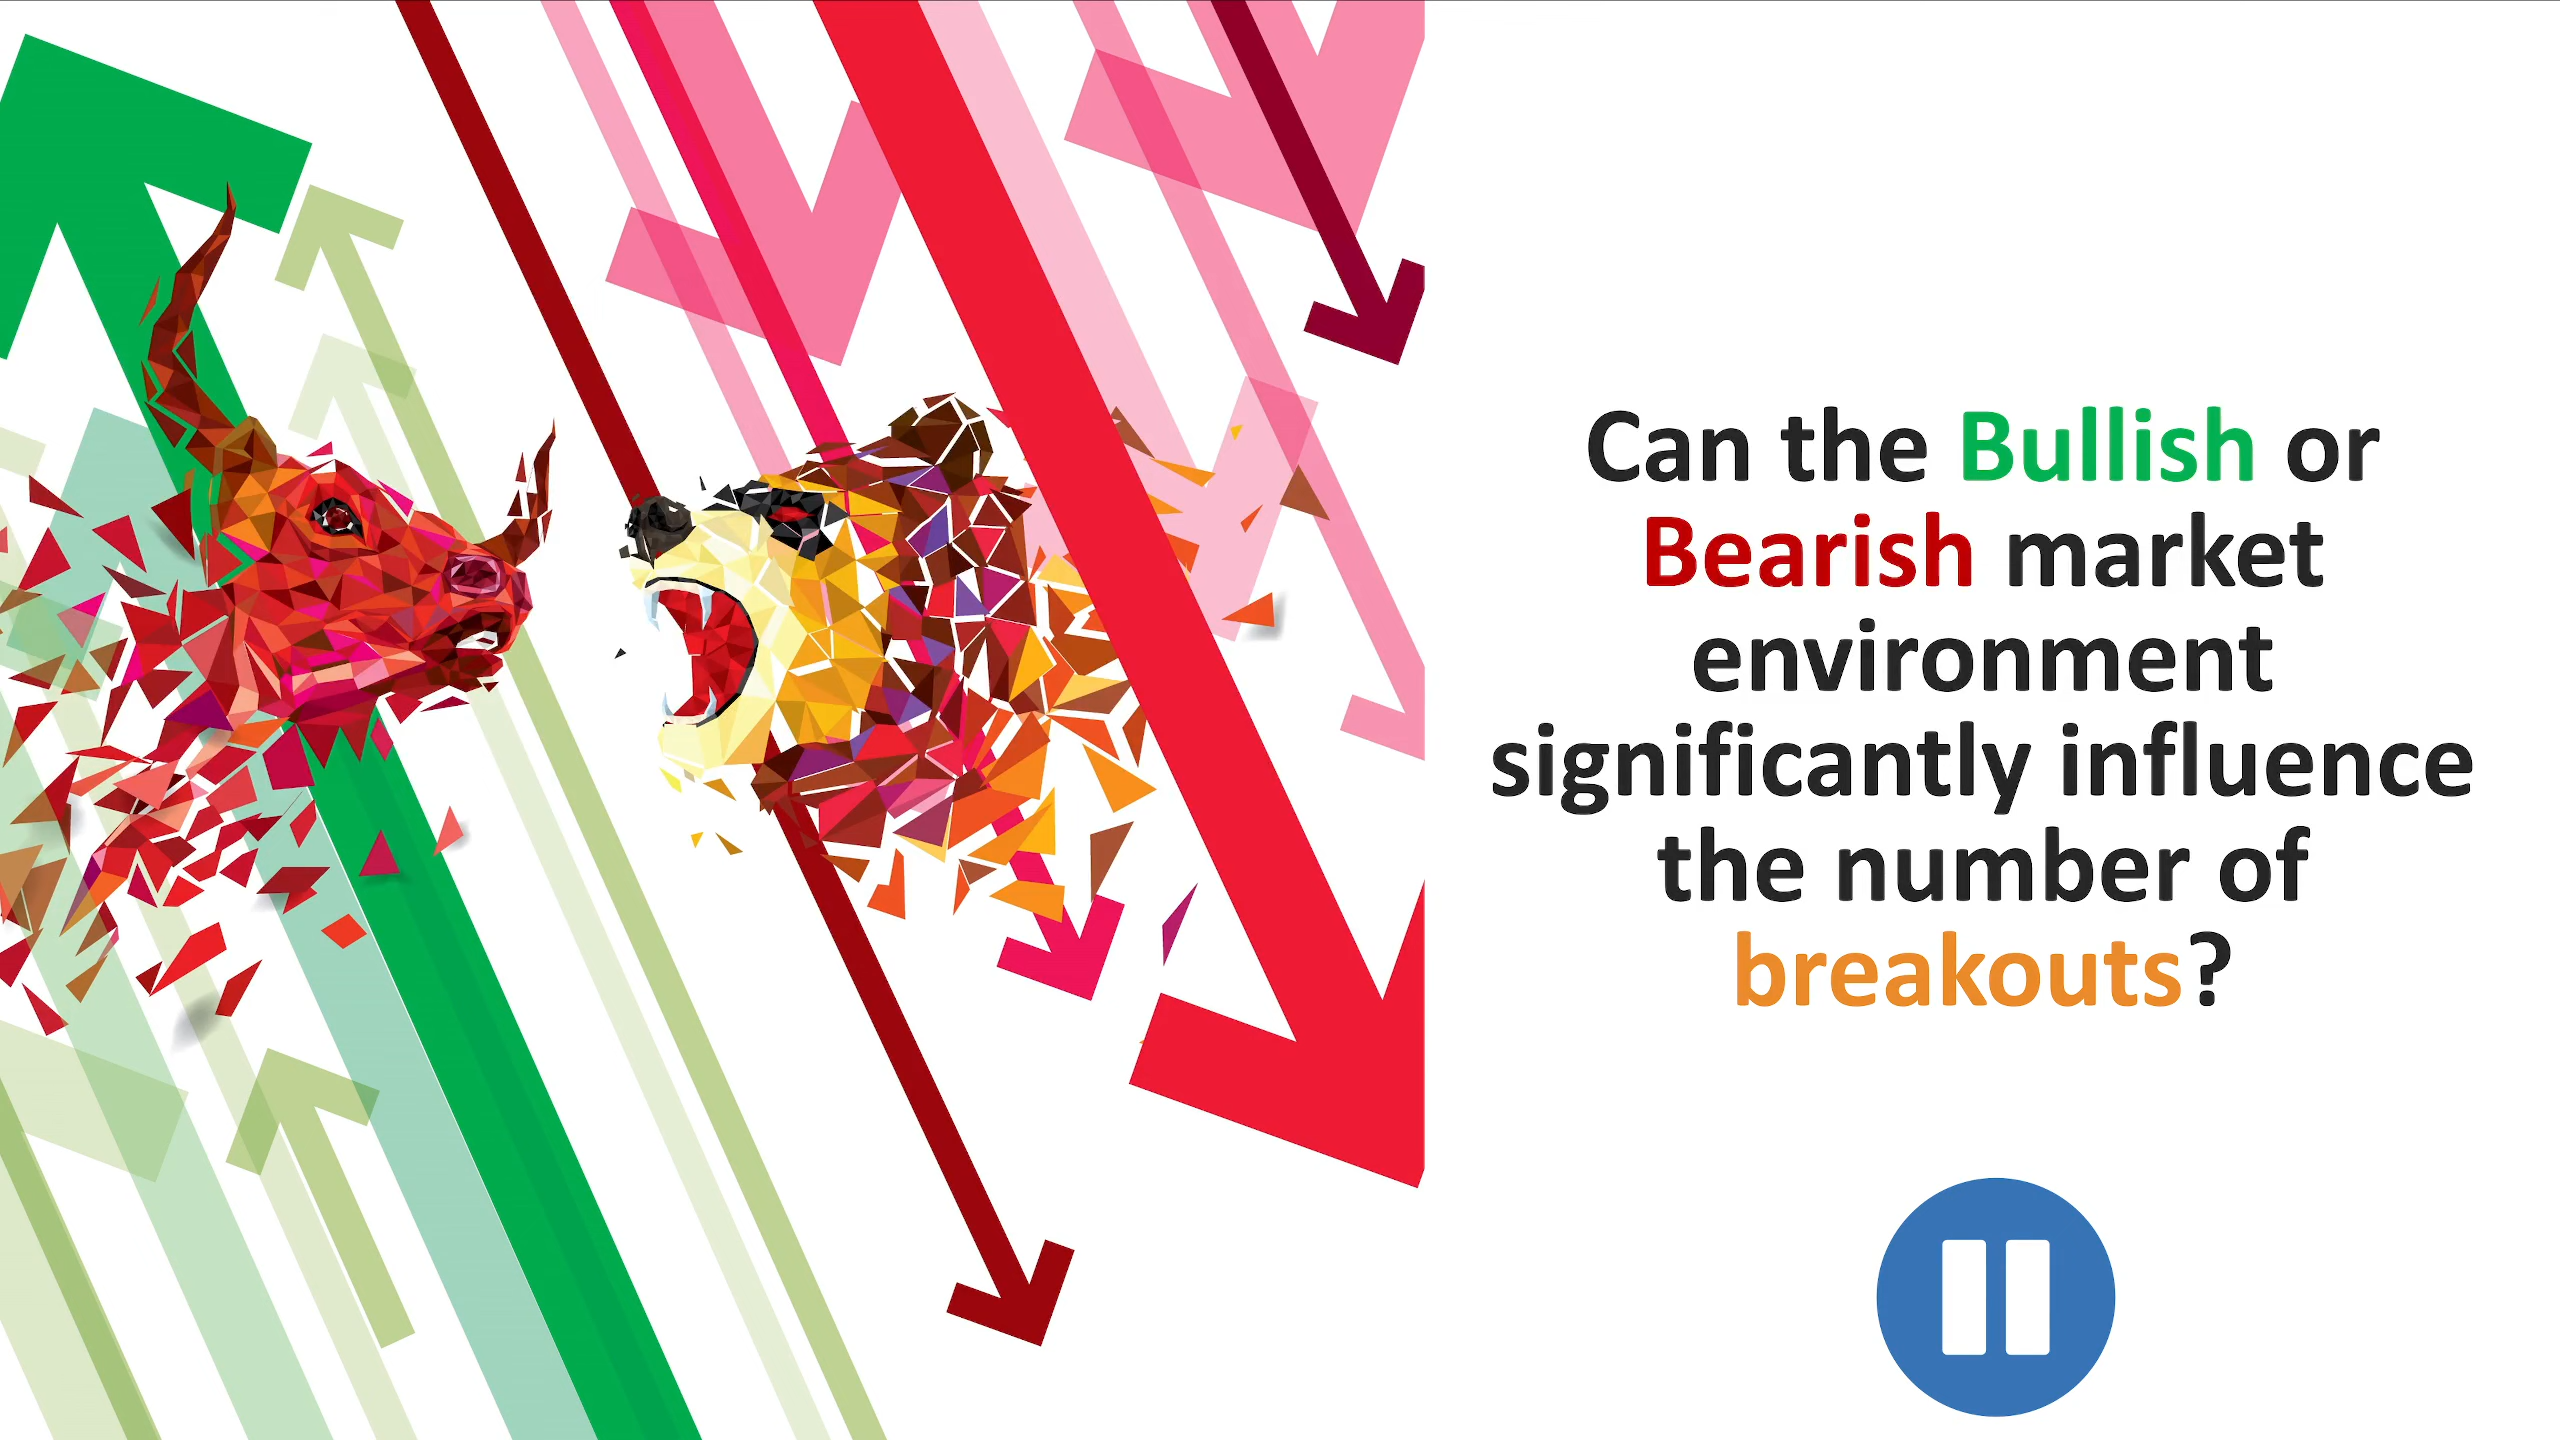 Can the Bullish or
Bearish market
environment
significantly influence
the number of
breakouts?